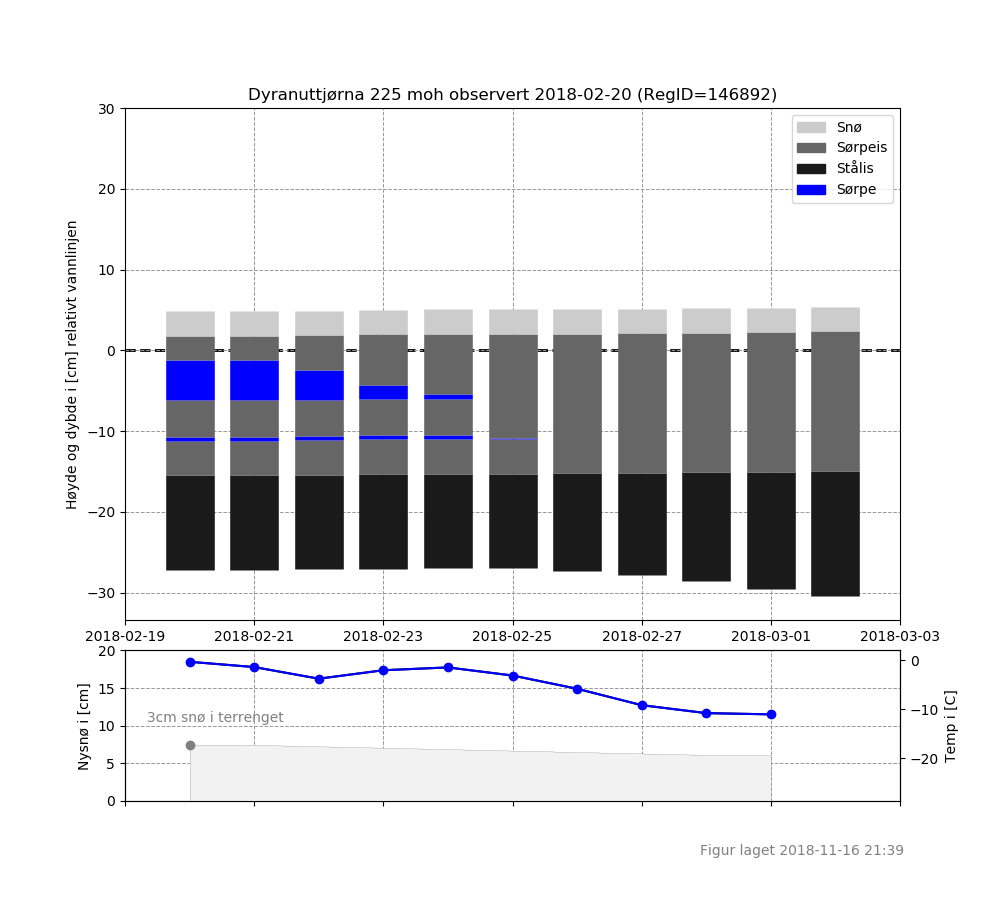 Dyranuttjørna 225 moh observert 2018-02-20 (RegID=146892)
Høyde og dybde i [cm] relativt vannlinjen
30
20
10
0
−10
−20
−30
Snø
Sørpeis
Stålis
Sørpe
2018-02-19 2018-02-21 2018-02-23 2018-02-25 2018-02-27 2018-03-01 2018-03-03
Nysnø i [cm]
20
15
10
5
0
3cm snø i terrenget
0
−10
−20
Temp i [C]
Figur laget 2018-11-16 21:39